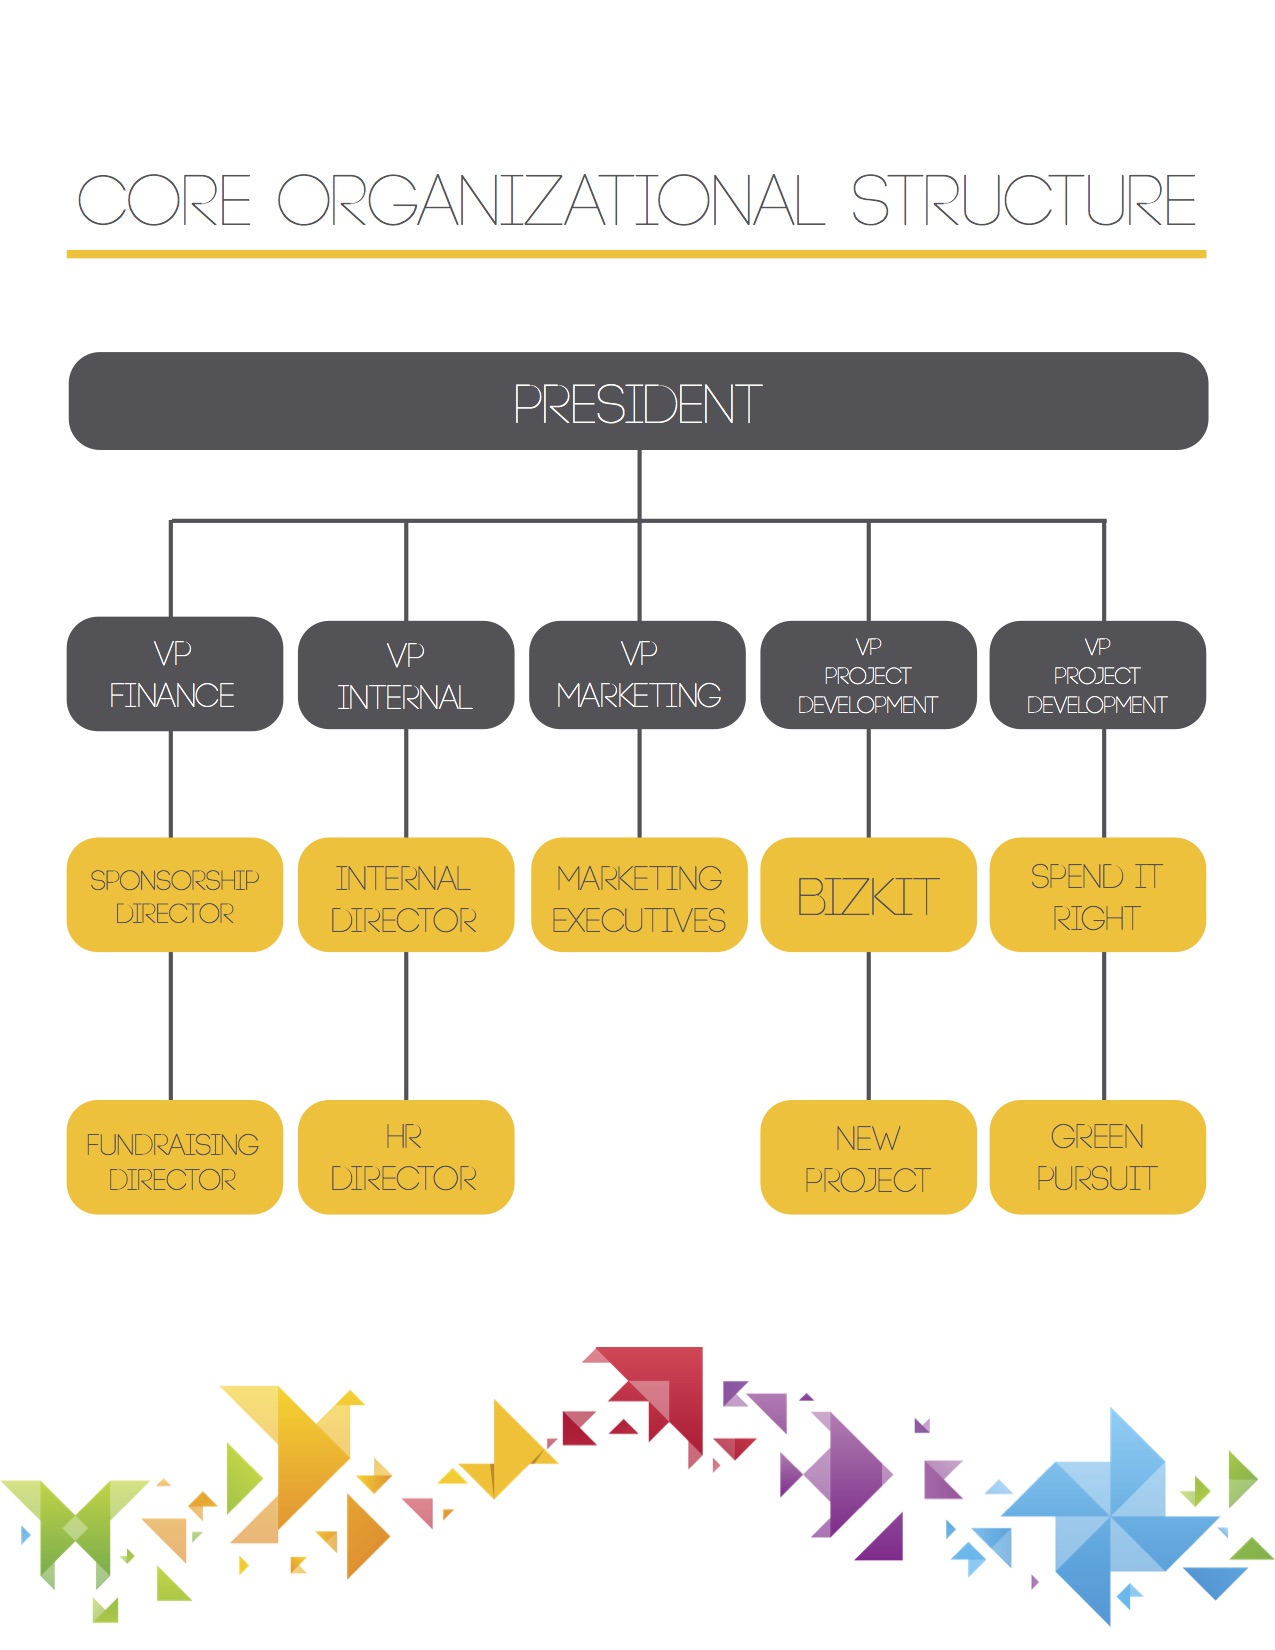 CORE ORGANIZATIONAL STRUCTURE
PRESIDENT
VP
FINANCE
VP
INTERNAL
VP
MARKETING
VP
PROJECT
DEVELOPMENT
VP
PROJECT
DEVELOPMENT
SPONSORSHIP
DIRECTOR
INTERNAL
DIRECTOR
MARKETING
EXECUTIVES
BIZKIT
SPEND IT
RIGHT
FUNDRAISING
DIRECTOR
HR
DIRECTOR
NEW
PROJECT
GREEN
PURSUIT